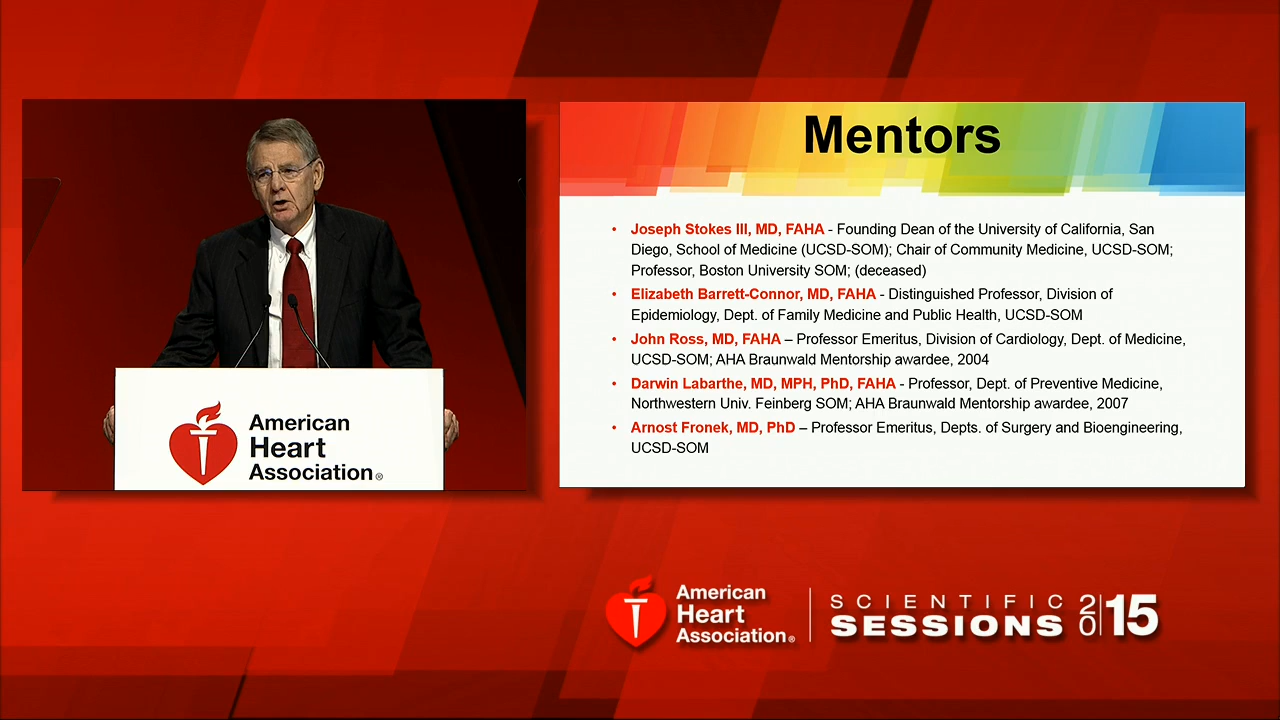 American
Heart
Association®
Mentors
• Joseph Stokes III, MD, FAHA - Founding Dean of the University of California, San
Diego, School of Medicine (UCSD-SOM); Chair of Community Medicine, UCSD-SOM;
Professor, Boston University SOM; (deceased)
• Elizabeth Barrett-Connor, MD, FAHA - Distinguished Professor, Division of
Epidemiology, Dept. of Family Medicine and Public Health, UCSD-SOM
• John Ross, MD, FAHA – Professor Emeritus, Division of Cardiology, Dept. of Medicine,
UCSD-SOM; AHA Braunwald Mentorship awardee, 2004
• Darwin Labarthe, MD, MPH, PhD, FAHA - Professor, Dept. of Preventive Medicine,
Northwestern Univ. Feinberg SOM; AHA Braunwald Mentorship awardee, 2007
• Arnost Fronek, MD, PhD – Professor Emeritus, Depts. of Surgery and Bioengineering,
UCSD-SOM
American
Heart
Association®
SCIENTIFIC
SESSIONS 20|15